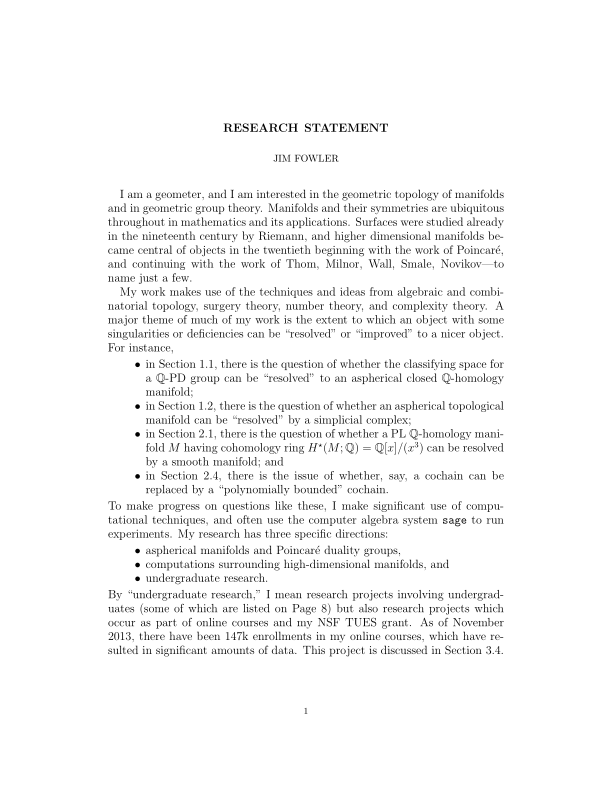 RESEARCH STATEMENT
JIM FOWLER
I am a geometer, and I am interested in the geometric topology of manifolds
and in geometric group theory. Manifolds and their symmetries are ubiquitous
throughout in mathematics and its applications. Surfaces were studied already
in the nineteenth century by Riemann, and higher dimensional manifolds be-
came central of objects in the twentieth beginning with the work of Poincaré,
and continuing with the work of Thom, Milnor, Wall, Smale, Novikov—to
name just a few.
My work makes use of the techniques and ideas from algebraic and combi-
natorial topology, surgery theory, number theory, and complexity theory. A
major theme of much of my work is the extent to which an object with some
singularities or deficiencies can be “resolved” or “improved” to a nicer object.
For instance,
• in Section 1.1, there is the question of whether the classifying space for
a ℚ-PD group can be “resolved” to an aspherical closed ℚ-homology
manifold;
• in Section 1.2, there is the question of whether an aspherical topological
manifold can be “resolved” by a simplicial complex;
• in Section 2.1, there is the question of whether a PL ℚ-homology mani-
fold M having cohomology ring H⋆(M; ℚ) = ℚ[x]/(x³) can be resolved
by a smooth manifold; and
• in Section 2.4, there is the issue of whether, say, a cochain can be
replaced by a “polynomially bounded” cochain.
To make progress on questions like these, I make significant use of compu-
tational techniques, and often use the computer algebra system sage to run
experiments. My research has three specific directions:
• aspherical manifolds and Poincaré duality groups,
• computations surrounding high-dimensional manifolds, and
• undergraduate research.
By “undergraduate research,” I mean research projects involving undergrad-
uates (some of which are listed on Page 8) but also research projects which
occur as part of online courses and my NSF TUES grant. As of November
2013, there have been 147k enrollments in my online courses, which have re-
sulted in significant amounts of data. This project is discussed in Section 3.4.
1